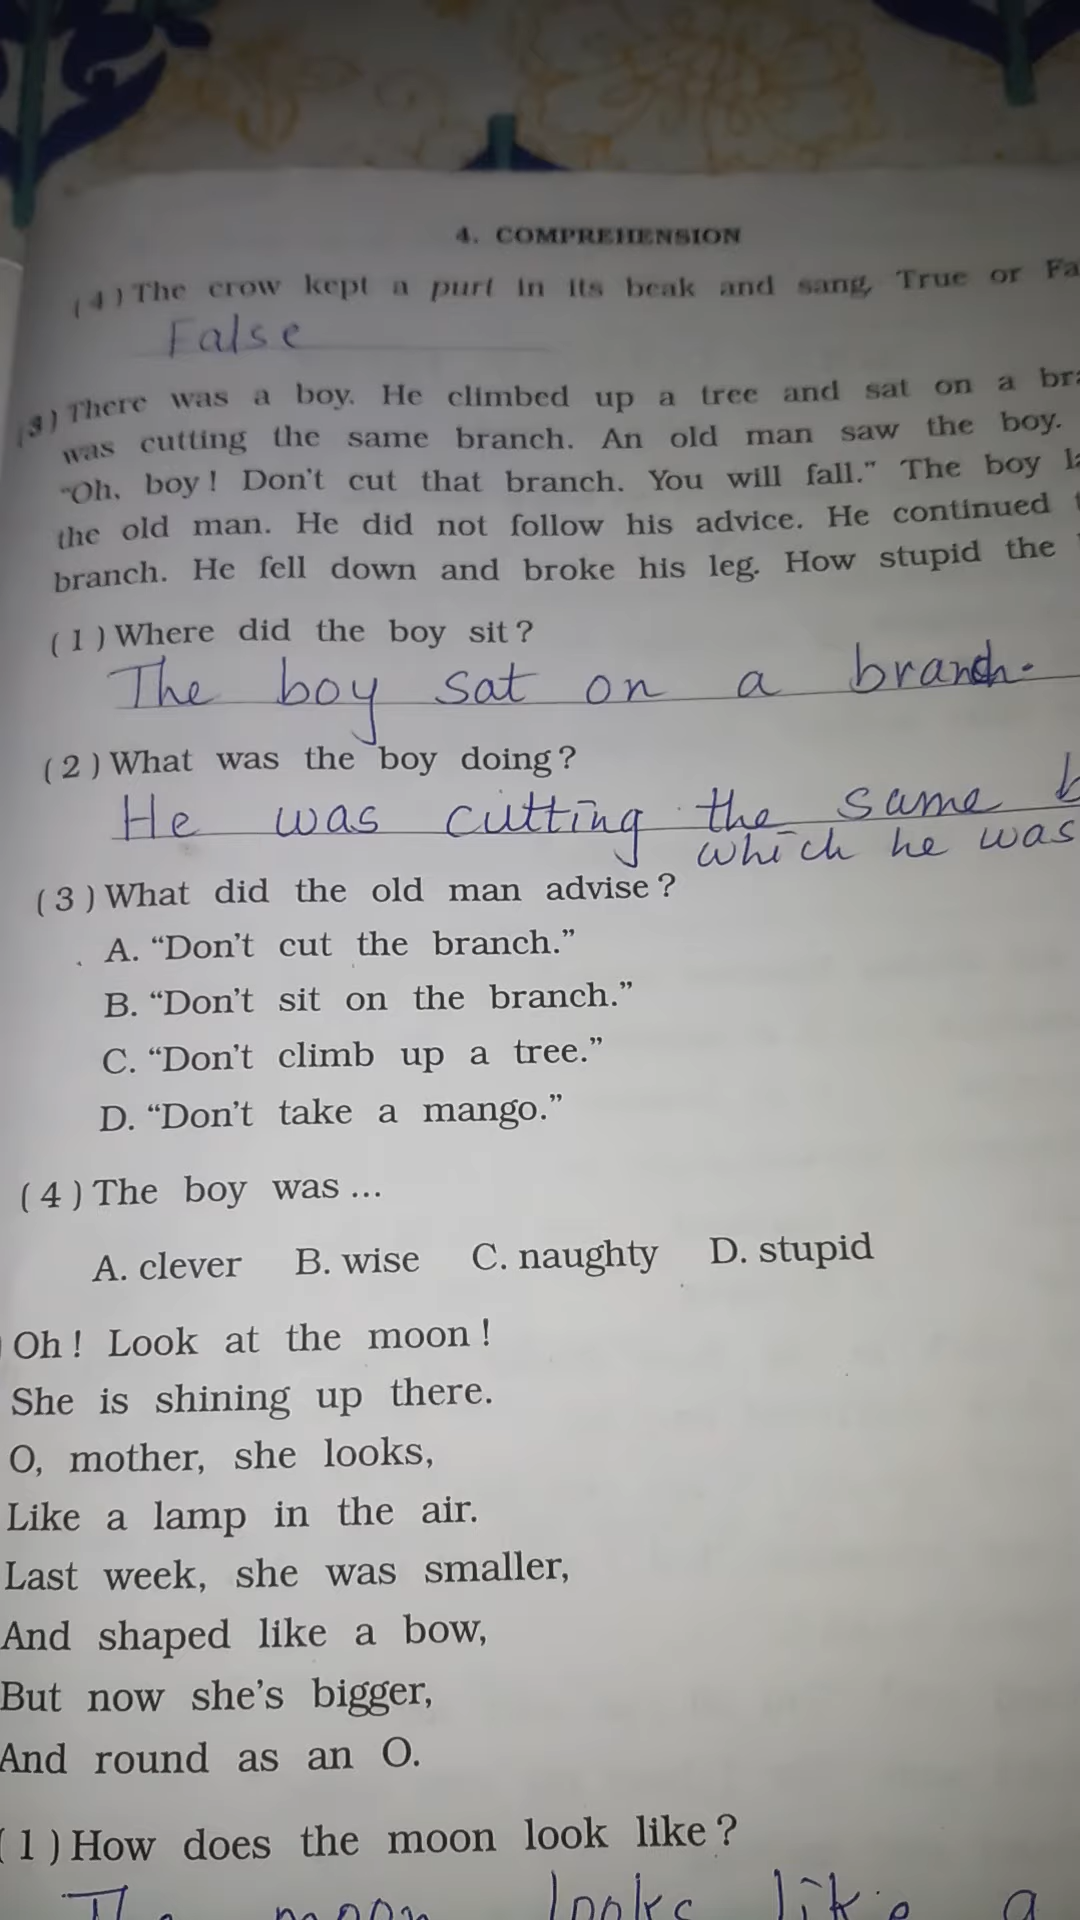 4. COMPREHENSION
(4) The crow kept a puri in its beak and sang, True or Fa
False
(3) There was a boy. He climbed up a tree and sat on a bra
was cutting the same branch. An old man saw the boy.
"Oh, boy! Don't cut that branch. You will fall." The boy la
the old man. He did not follow his advice. He continued t
branch. He fell down and broke his leg. How stupid the
(1) Where did the boy sit?
The boy sat on a branch.
(2) What was the boy doing?
He was cutting the same b
which he was
(3) What did the old man advise?
A. "Don't cut the branch."
B. "Don't sit on the branch."
C. "Don't climb up a tree."
D. "Don't take a mango."
(4) The boy was ...
A. clever B. wise C. naughty D. stupid
Oh! Look at the moon!
She is shining up there.
O, mother, she looks,
Like a lamp in the air.
Last week, she was smaller,
And shaped like a bow,
But now she's bigger,
And round as an O.
(1) How does the moon look like?
The moon looks like a